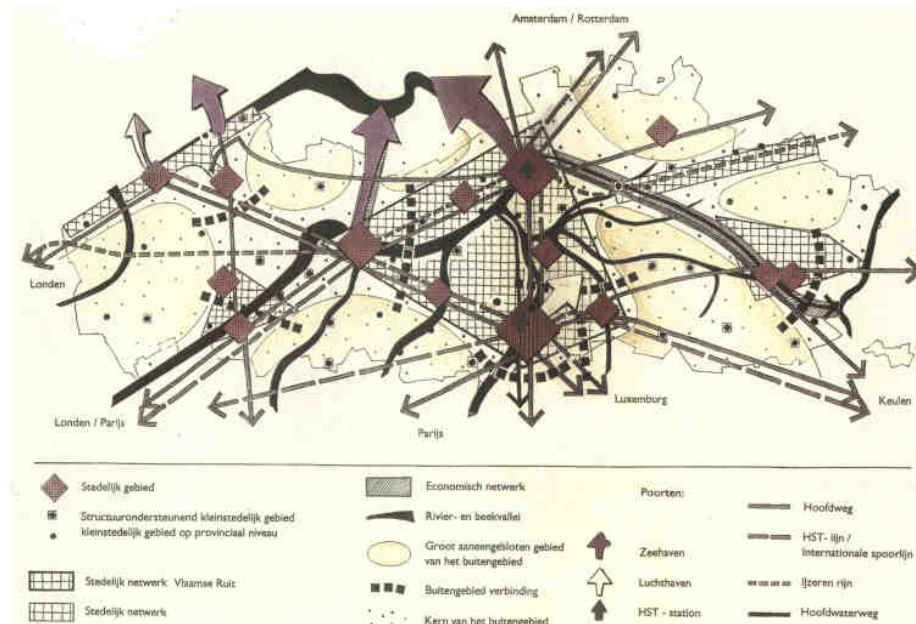 Amsterdam / Rotterdam
Londen
Londen / Parijs
Parijs
Luxemburg
Keulen
Stedelijk gebied
Structuurondersteunend kleinstedelijk gebied
kleinstedelijk gebied op provinciaal niveau
Stedelijk netwerk Vlaamse Ruit
Stedelijk netwerk
Economisch netwerk
Rivier- en beekvallei
Groot aaneengesloten gebied
van het buitengebied
Buitengebied verbinding
Kern van het buitengebied
Poorten:
Zeehaven
Luchthaven
HST - station
Hoofdweg
HST- lijn /
Internationale spoorlijn
IJzeren rijn
Hoofdwaterweg